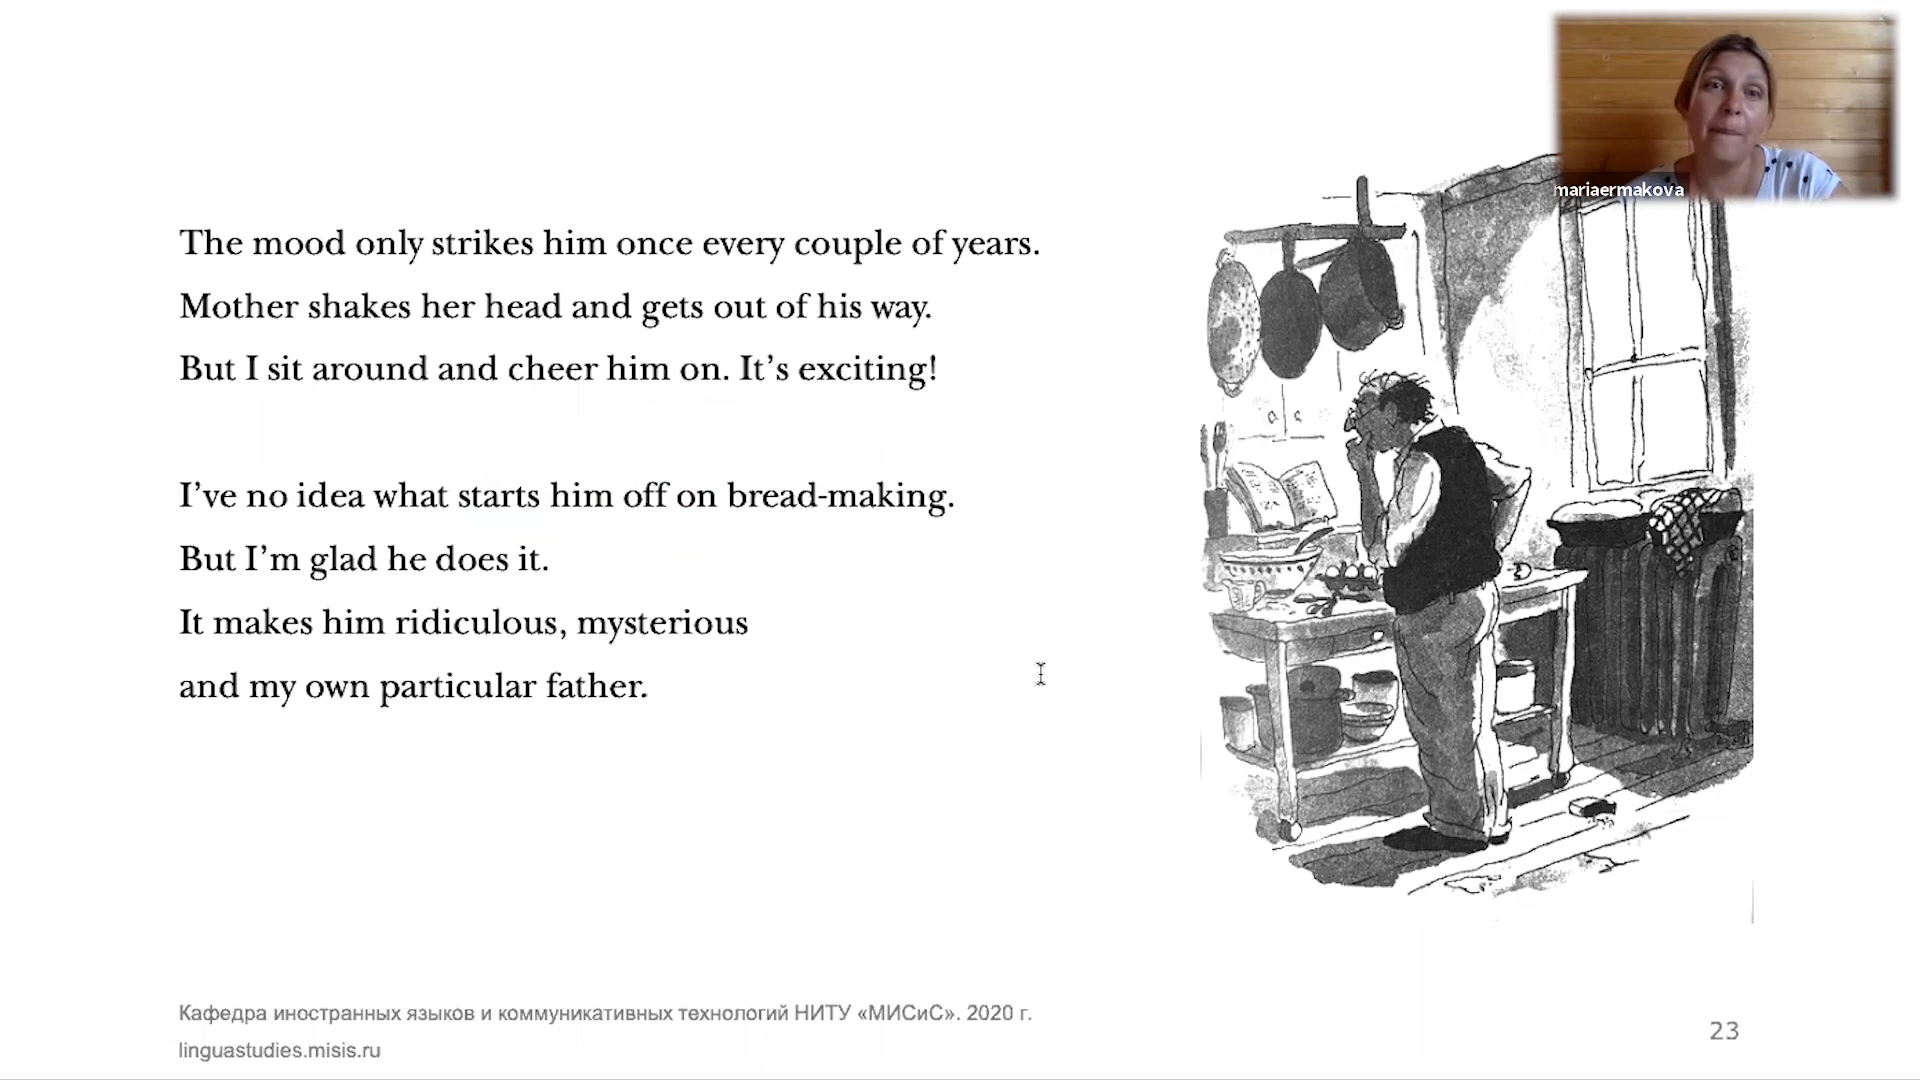 mariaermakova
The mood only strikes him once every couple of years.
Mother shakes her head and gets out of his way.
But I sit around and cheer him on. It’s exciting!
I’ve no idea what starts him off on bread-making.
But I’m glad he does it.
It makes him ridiculous, mysterious
and my own particular father.
Кафедра иностранных языков и коммуникативных технологий НИТУ «МИСиС». 2020 г.
linguastudies.misis.ru
23